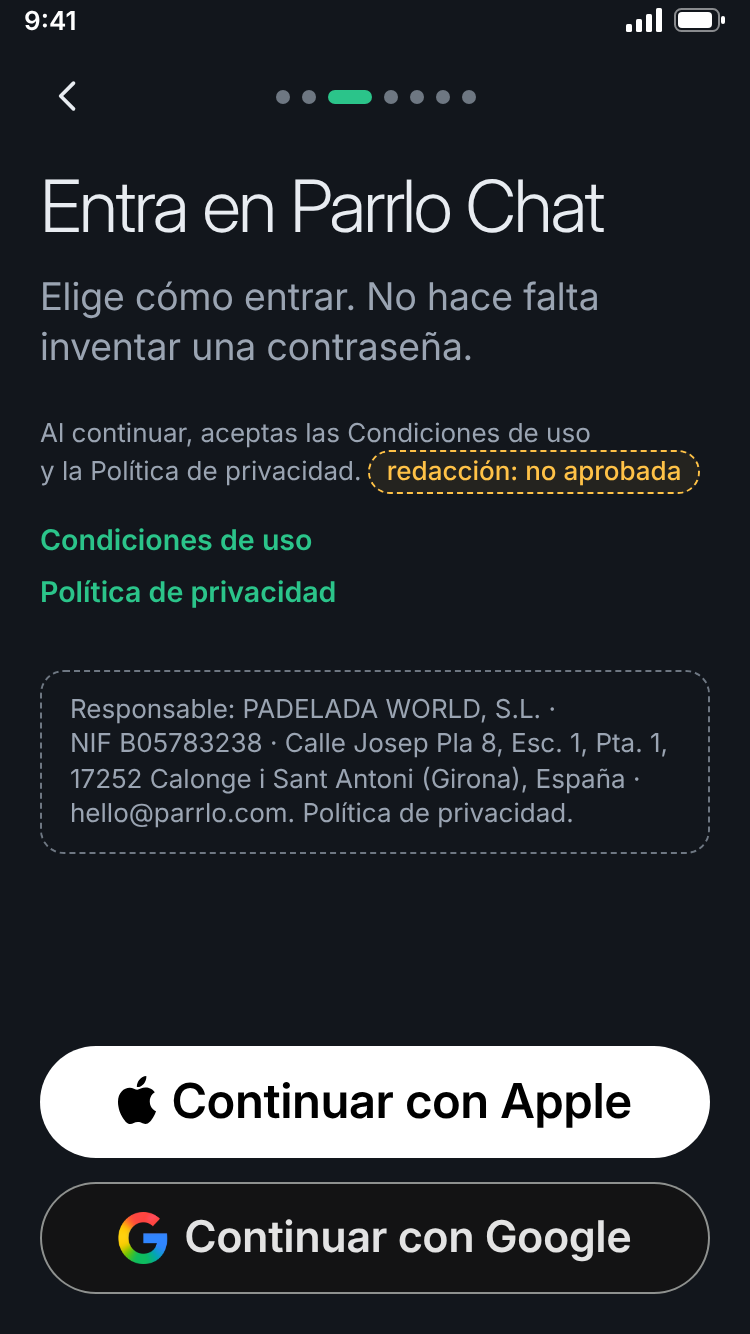 9:41
Entra en Parrlo Chat
Elige cómo entrar. No hace falta
inventar una contraseña.
Al continuar, aceptas las Condiciones de uso
y la Política de privacidad. redacción: no aprobada
Condiciones de uso
Política de privacidad
Responsable: PADELADA WORLD, S.L. ·
NIF B05783238 · Calle Josep Pla 8, Esc. 1, Pta. 1,
17252 Calonge i Sant Antoni (Girona), España ·
hello@parrlo.com. Política de privacidad.
Continuar con Apple
Continuar con Google